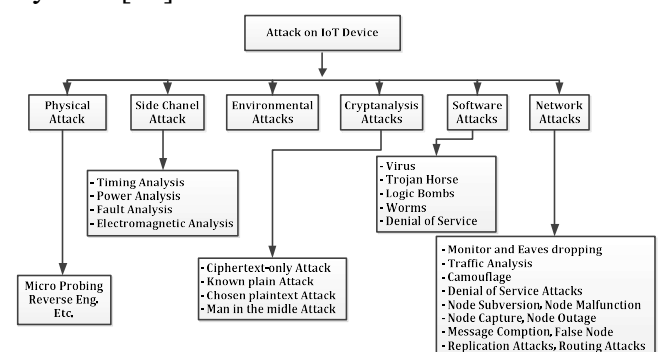 Attack on IoT Device
Physical
Attack
Side Chanel
Attack
Environmental
Attacks
Cryptanalysis
Attacks
Software
Attacks
Network
Attacks
- Timing Analysis
- Power Analysis
- Fault Analysis
- Electromagnetic Analysis
- Virus
- Trojan Horse
- Logic Bombs
- Worms
- Denial of Service
Micro Probing
Reverse Eng.
Etc.
- Ciphertext-only Attack
- Known plain Attack
- Chosen plaintext Attack
- Man in the midle Attack
- Monitor and Eaves dropping
- Traffic Analysis
- Camouflage
- Denial of Service Attacks
- Node Subversion, Node Malfunction
- Node Capture, Node Outage
- Message Comption, False Node
- Replication Attacks, Routing Attacks